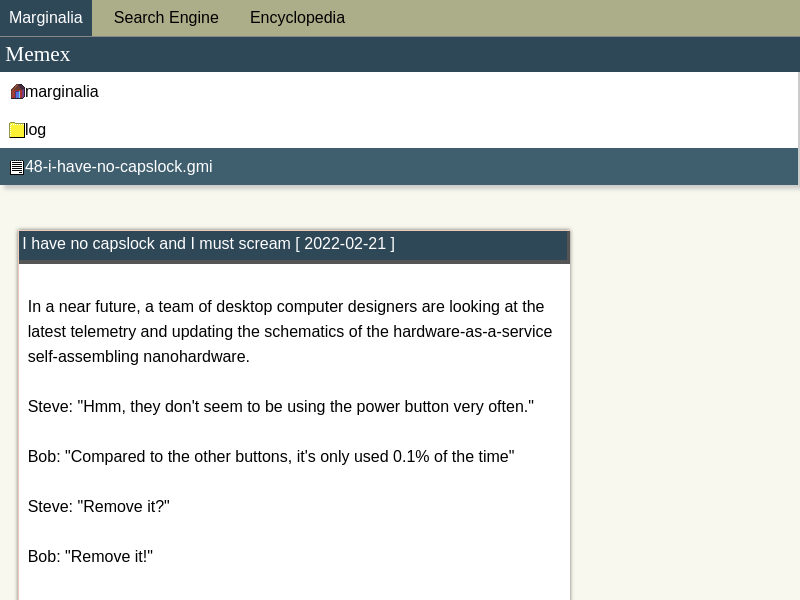 Marginalia Search Engine Encyclopedia
Memex
marginalia
log
48-i-have-no-capslock.gmi
I have no capslock and I must scream [ 2022-02-21 ]
In a near future, a team of desktop computer designers are looking at the
latest telemetry and updating the schematics of the hardware-as-a-service
self-assembling nanohardware.
Steve: "Hmm, they don't seem to be using the power button very often."
Bob: "Compared to the other buttons, it's only used 0.1% of the time"
Steve: "Remove it?"
Bob: "Remove it!"